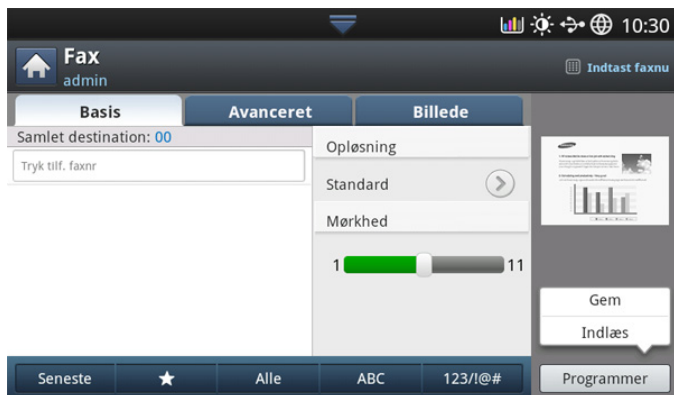 10:30
Fax
admin
Indtast faxnu
Basis
Avanceret
Billede
Samlet destination: 00
Tryk tilf. faxnr
Opløsning
Standard
Mørkhed
1
11
Gem
Indlæs
Seneste
Alle
ABC
123/!@#
Programmer